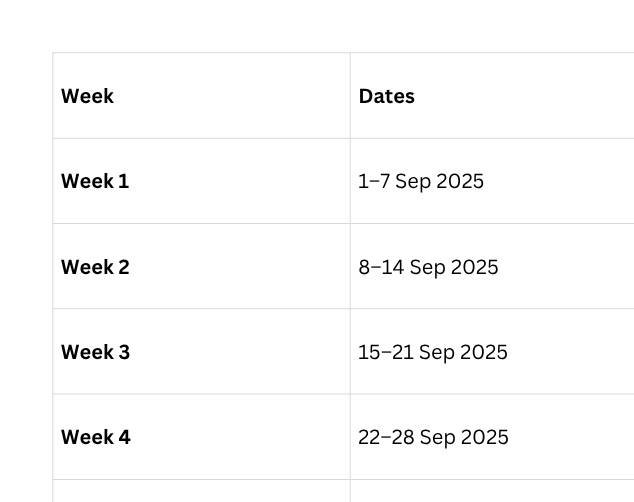 Week Dates
Week 1 1–7 Sep 2025
Week 2 8–14 Sep 2025
Week 3 15–21 Sep 2025
Week 4 22–28 Sep 2025